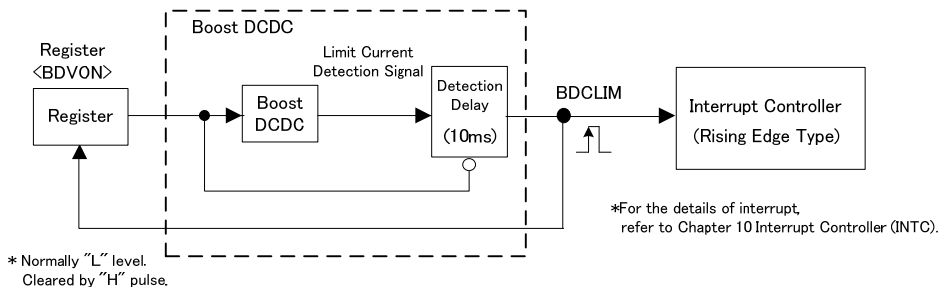 Boost DCDC
Register
<BDVON>
Register
Limit Current
Detection Signal
Boost
DCDC
Detection
Delay
(10ms)
BDCLIM
Interrupt Controller
(Rising Edge Type)
*For the details of interrupt,
refer to Chapter 10 Interrupt Controller (INTC).
* Normally "L" level.
Cleared by "H" pulse.